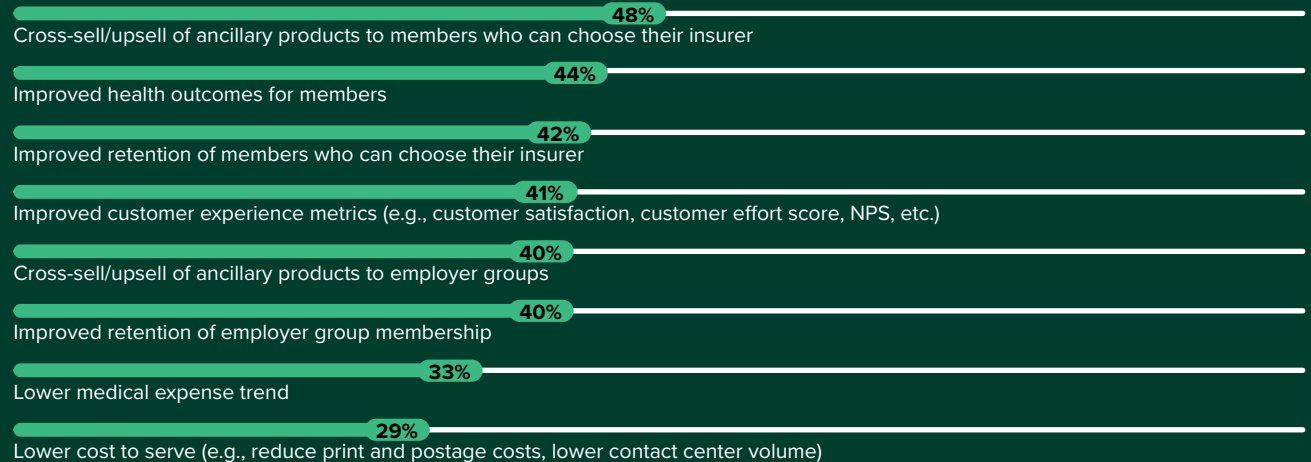 48%
Cross-sell/upsell of ancillary products to members who can choose their insurer
44%
Improved health outcomes for members
42%
Improved retention of members who can choose their insurer
41%
Improved customer experience metrics (e.g., customer satisfaction, customer effort score, NPS, etc.)
40%
Cross-sell/upsell of ancillary products to employer groups
40%
Improved retention of employer group membership
33%
Lower medical expense trend
29%
Lower cost to serve (e.g., reduce print and postage costs, lower contact center volume)